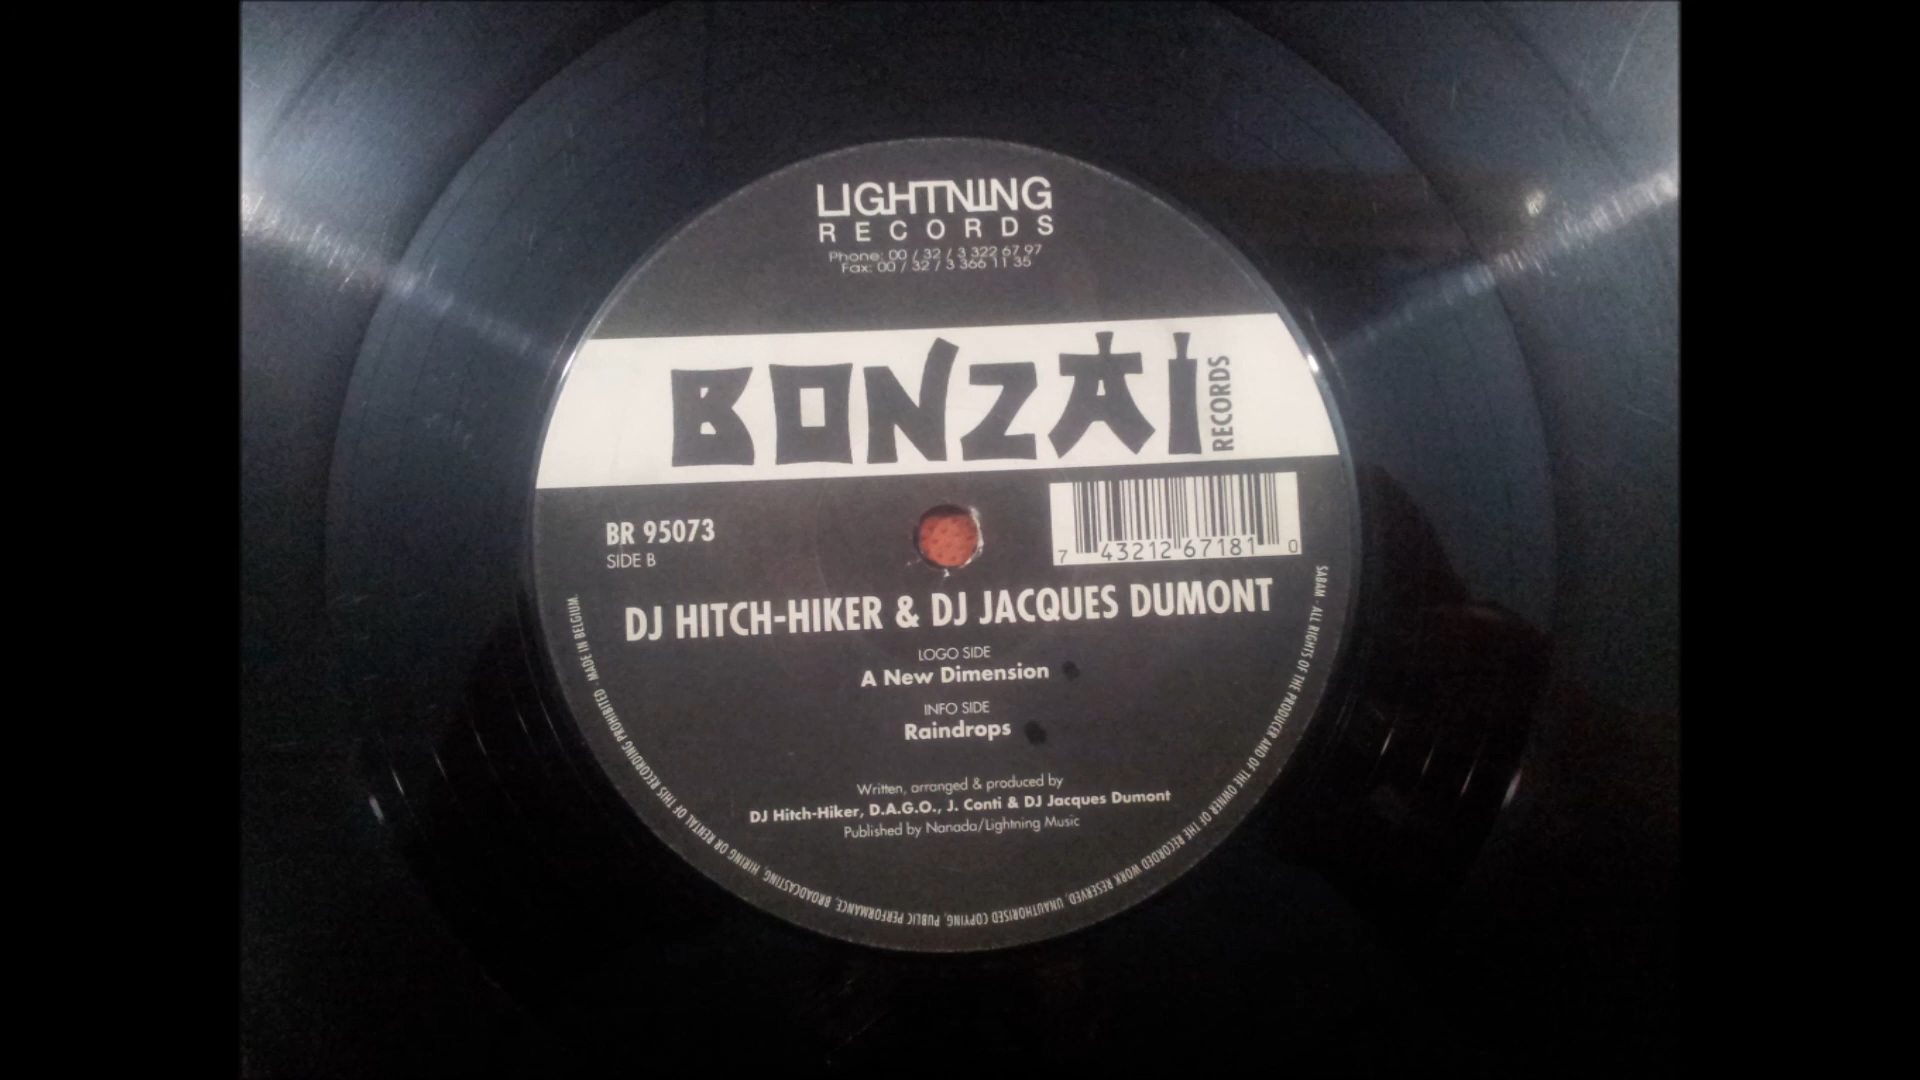 LIGHTNING
RECORDS
Phone: 00 / 32 / 3 322 67 97
Fax: 00 / 32 / 3 366 11 35
BONZAI
RECORDS
BR 95073
SIDE B
7 43212 67181 0
DJ HITCH-HIKER & DJ JACQUES DUMONT
LOGO SIDE
A New Dimension
INFO SIDE
Raindrops
Written, arranged & produced by
DJ Hitch-Hiker, D.A.G.O., J. Conti & DJ Jacques Dumont
Published by Nanada/Lightning Music
SABAM - ALL RIGHTS OF THE PRODUCER AND OF THE OWNER OF THE RECORDED WORK RESERVED. UNAUTHORISED COPYING, PUBLIC PERFORMANCE, BROADCASTING, HIRING OR RENTAL OF THIS RECORDING PROHIBITED - MADE IN BELGIUM.